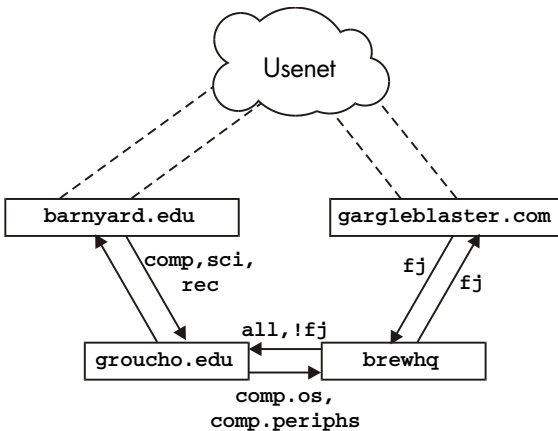 Usenet
barnyard.edu
gargleblaster.com
comp,sci,
rec
fj
fj
all,!fj
groucho.edu
brewhq
comp.os,
comp.periphs